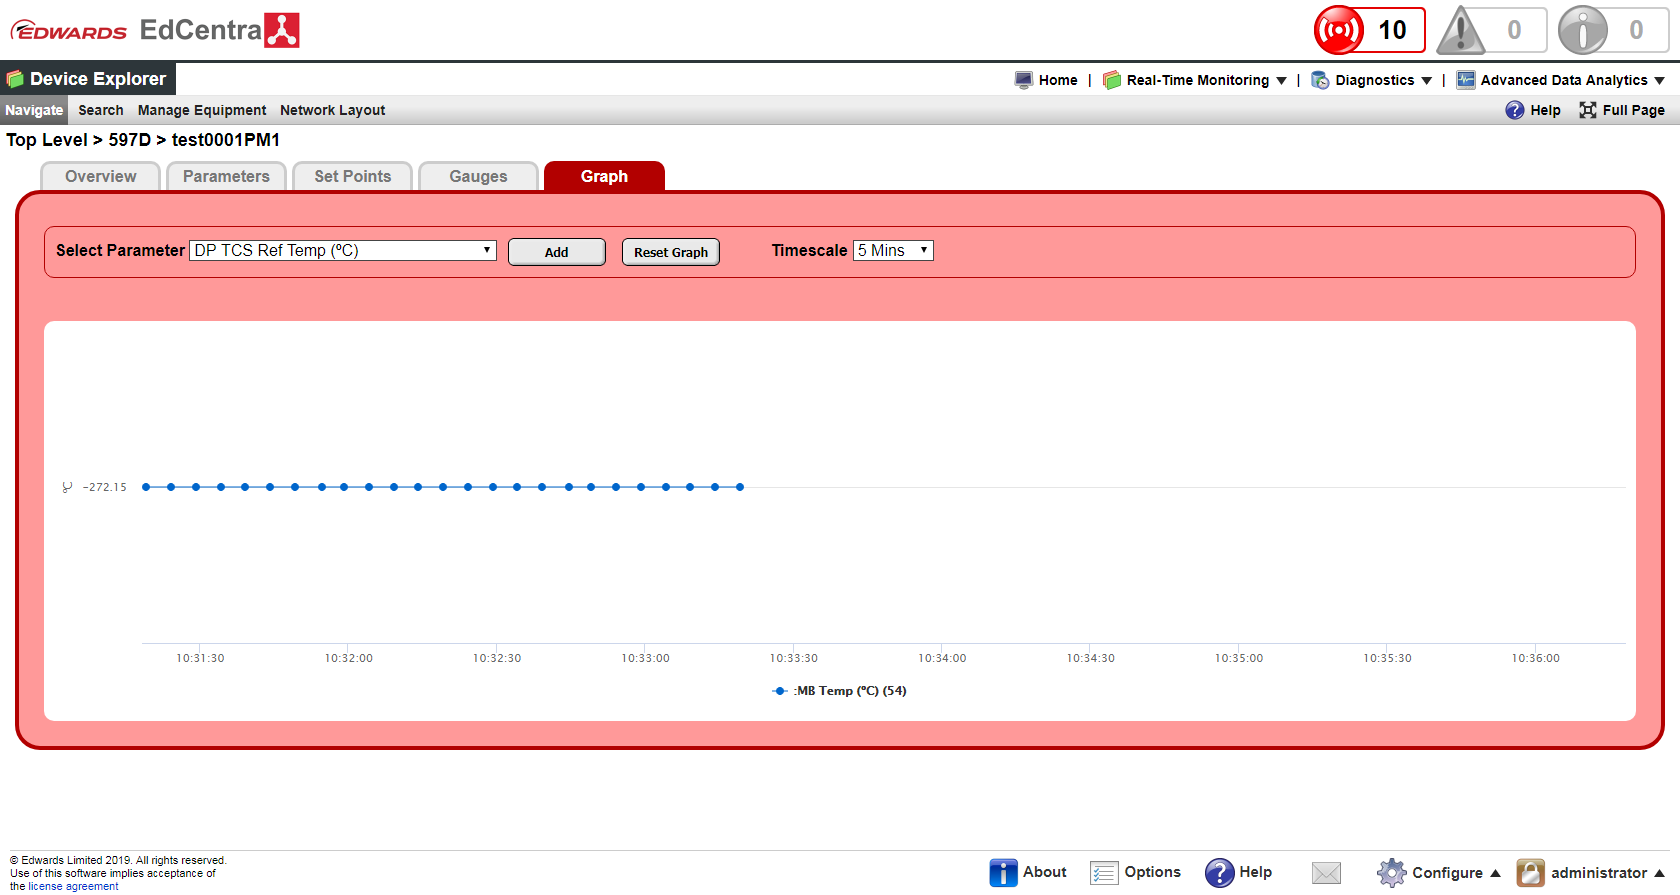 EDWARDS EdCentra
10
0
0
Device Explorer
Home | Real-Time Monitoring ▼ | Diagnostics ▼ | Advanced Data Analytics ▼
Navigate Search Manage Equipment Network Layout
Help Full Page
Top Level > 597D > test0001PM1
Overview Parameters Set Points Gauges Graph
Select Parameter DP TCS Ref Temp (ºC) ▼ Add Reset Graph Timescale 5 Mins ▼
ºC -272.15
10:31:30 10:32:00 10:32:30 10:33:00 10:33:30 10:34:00 10:34:30 10:35:00 10:35:30 10:36:00
:MB Temp (ºC) (54)
© Edwards Limited 2019. All rights reserved.
Use of this software implies acceptance of
the license agreement
About Options Help Configure ▲ administrator ▲